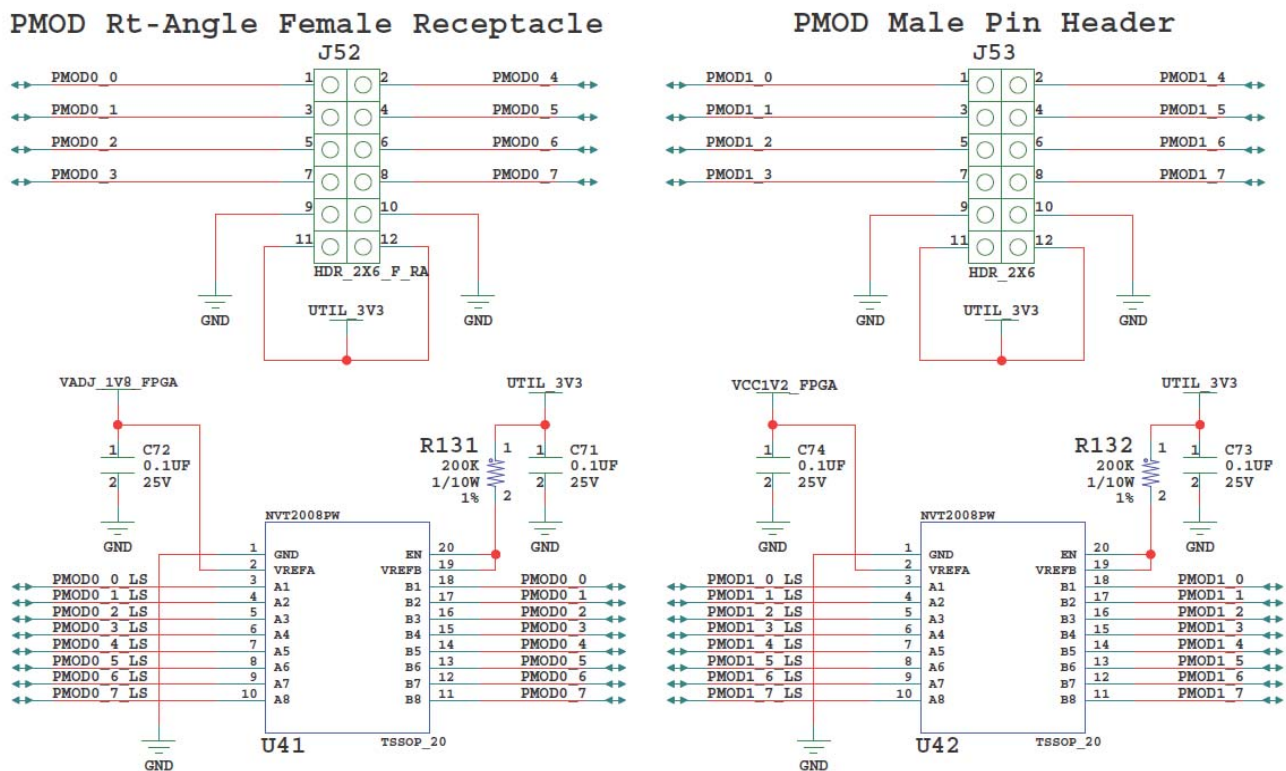 PMOD Rt-Angle Female Receptacle
J52
PMOD0_0 1 2 PMOD0_4
PMOD0_1 3 4 PMOD0_5
PMOD0_2 5 6 PMOD0_6
PMOD0_3 7 8 PMOD0_7
9 10
11 12
HDR_2X6_F_RA
GND UTIL_3V3 GND
PMOD Male Pin Header
J53
PMOD1_0 1 2 PMOD1_4
PMOD1_1 3 4 PMOD1_5
PMOD1_2 5 6 PMOD1_6
PMOD1_3 7 8 PMOD1_7
9 10
11 12
HDR_2X6
GND UTIL_3V3 GND
VADJ_1V8_FPGA UTIL_3V3
1 C72
0.1UF
2 25V
GND
R131 1
200K
1/10W
1% 2
1 C71
0.1UF
2 25V
GND
NVT2008PW
1 GND EN 20
2 VREFA VREFB 19
PMOD0_0_LS 3 A1 B1 18 PMOD0_0
PMOD0_1_LS 4 A2 B2 17 PMOD0_1
PMOD0_2_LS 5 A3 B3 16 PMOD0_2
PMOD0_3_LS 6 A4 B4 15 PMOD0_3
PMOD0_4_LS 7 A5 B5 14 PMOD0_4
PMOD0_5_LS 8 A6 B6 13 PMOD0_5
PMOD0_6_LS 9 A7 B7 12 PMOD0_6
PMOD0_7_LS 10 A8 B8 11 PMOD0_7
U41 TSSOP_20
GND
VCC1V2_FPGA UTIL_3V3
1 C74
0.1UF
2 25V
GND
R132 1
200K
1/10W
1% 2
1 C73
0.1UF
2 25V
GND
NVT2008PW
1 GND EN 20
2 VREFA VREFB 19
PMOD1_0_LS 3 A1 B1 18 PMOD1_0
PMOD1_1_LS 4 A2 B2 17 PMOD1_1
PMOD1_2_LS 5 A3 B3 16 PMOD1_2
PMOD1_3_LS 6 A4 B4 15 PMOD1_3
PMOD1_4_LS 7 A5 B5 14 PMOD1_4
PMOD1_5_LS 8 A6 B6 13 PMOD1_5
PMOD1_6_LS 9 A7 B7 12 PMOD1_6
PMOD1_7_LS 10 A8 B8 11 PMOD1_7
U42 TSSOP_20
GND